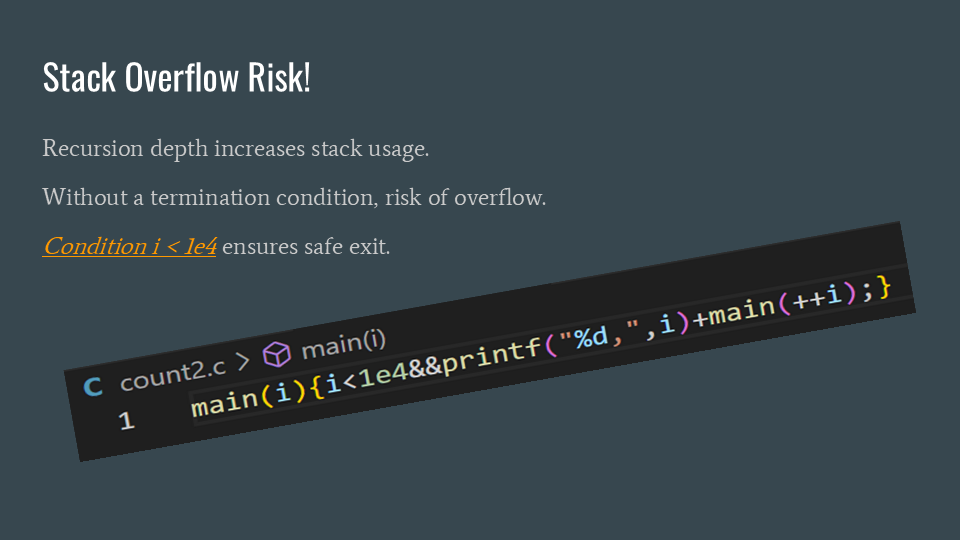 Stack Overflow Risk!
Recursion depth increases stack usage.
Without a termination condition, risk of overflow.
Condition i < 1e4 ensures safe exit.
C count2.c > main(i)
1 main(i){i<1e4&&printf("%d,",i)+main(++i);}